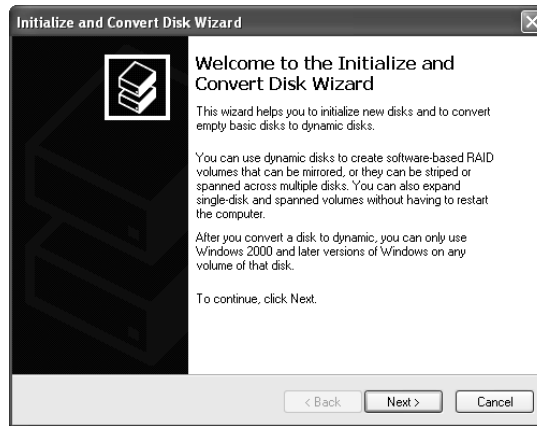 Initialize and Convert Disk Wizard
Welcome to the Initialize and
Convert Disk Wizard
This wizard helps you to initialize new disks and to convert
empty basic disks to dynamic disks.
You can use dynamic disks to create software-based RAID
volumes that can be mirrored, or they can be striped or
spanned across multiple disks. You can also expand
single-disk and spanned volumes without having to restart
the computer.
After you convert a disk to dynamic, you can only use
Windows 2000 and later versions of Windows on any
volume of that disk.
To continue, click Next.
< Back Next > Cancel